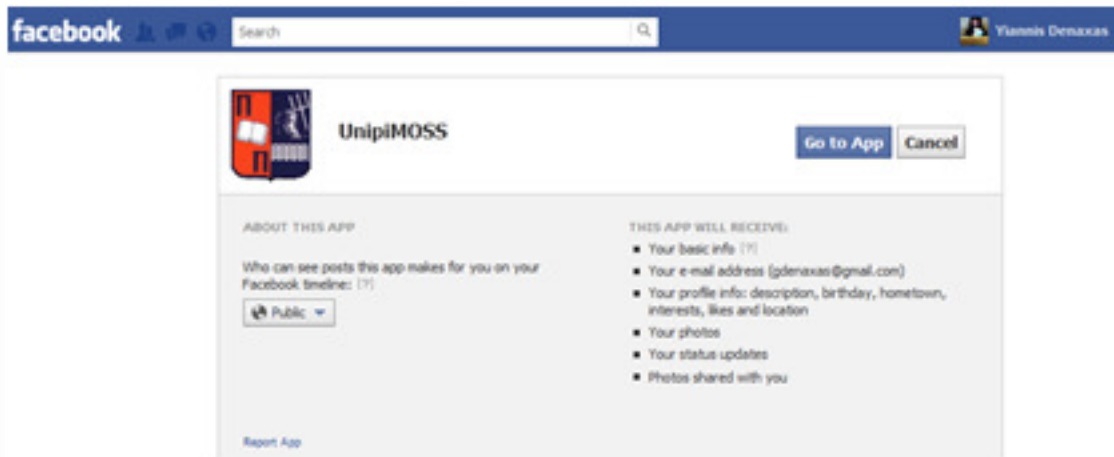 facebook Search Yiannis Denaxas
UnipiMOSS
Go to App Cancel
ABOUT THIS APP
Who can see posts this app makes for you on your
Facebook timeline: [?]
Public
Report App
THIS APP WILL RECEIVE:
Your basic info [?]
Your e-mail address (gdenaxas@gmail.com)
Your profile info: description, birthday, hometown,
interests, likes and location
Your photos
Your status updates
Photos shared with you